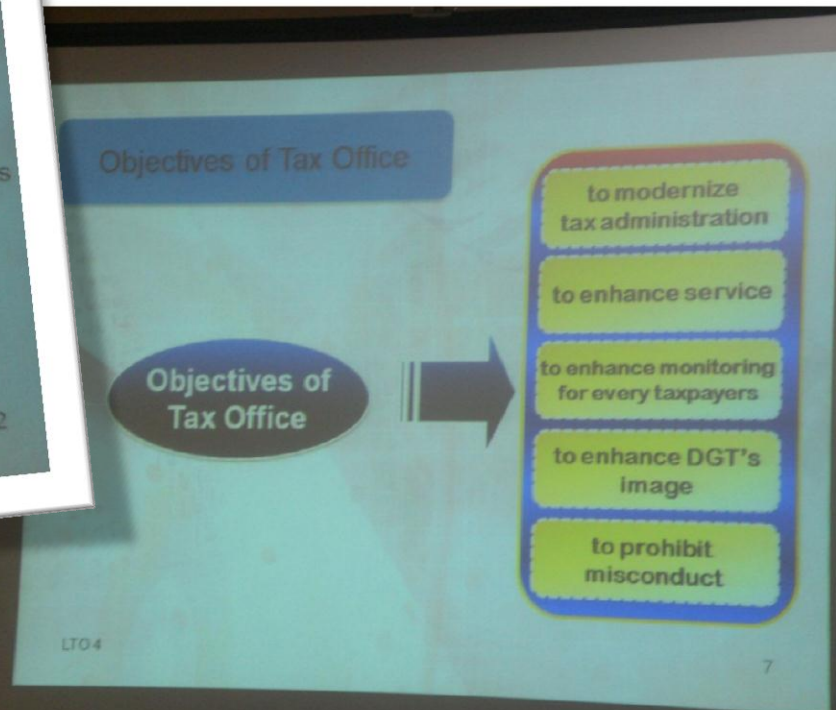 s
2
Objectives of Tax Office
Objectives of
Tax Office
to modernize
tax administration
to enhance service
to enhance monitoring
for every taxpayers
to enhance DGT's
image
to prohibit
misconduct
LTO 4
7